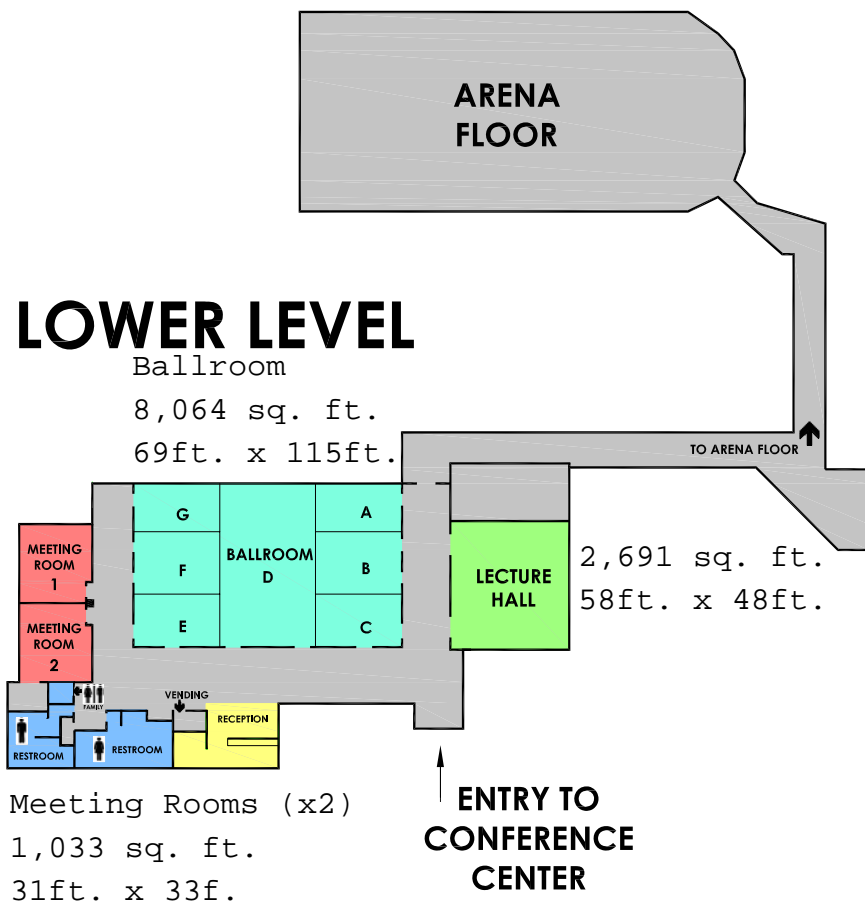 ARENA
FLOOR
LOWER LEVEL
Ballroom
8,064 sq. ft.
69ft. x 115ft.
TO ARENA FLOOR
G
A
MEETING
ROOM
1
F
BALLROOM
D
B
LECTURE
HALL
2,691 sq. ft.
58ft. x 48ft.
E
C
MEETING
ROOM
2
FAMILY
VENDING
RECEPTION
RESTROOM
RESTROOM
Meeting Rooms (x2)
1,033 sq. ft.
31ft. x 33f.
ENTRY TO
CONFERENCE
CENTER